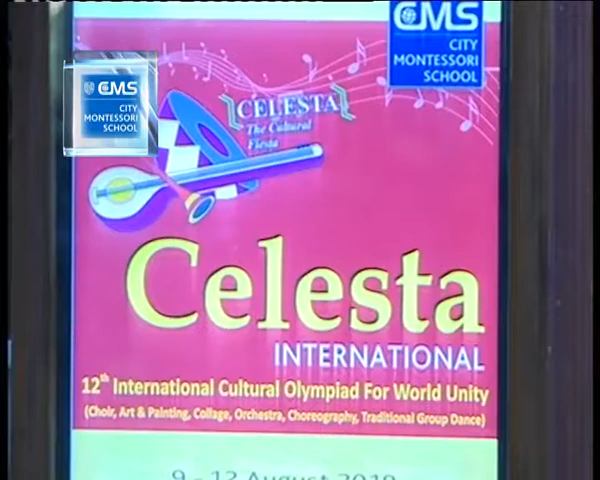 CMS
CITY
MONTESSORI
SCHOOL
CMS
CITY
MONTESSORI
SCHOOL
CELESTA
The Cultural
Fiesta
Celesta
INTERNATIONAL
12th International Cultural Olympiad For World Unity
(Choir, Art & Painting, Collage, Orchestra, Choreography, Traditional Group Dance)
August